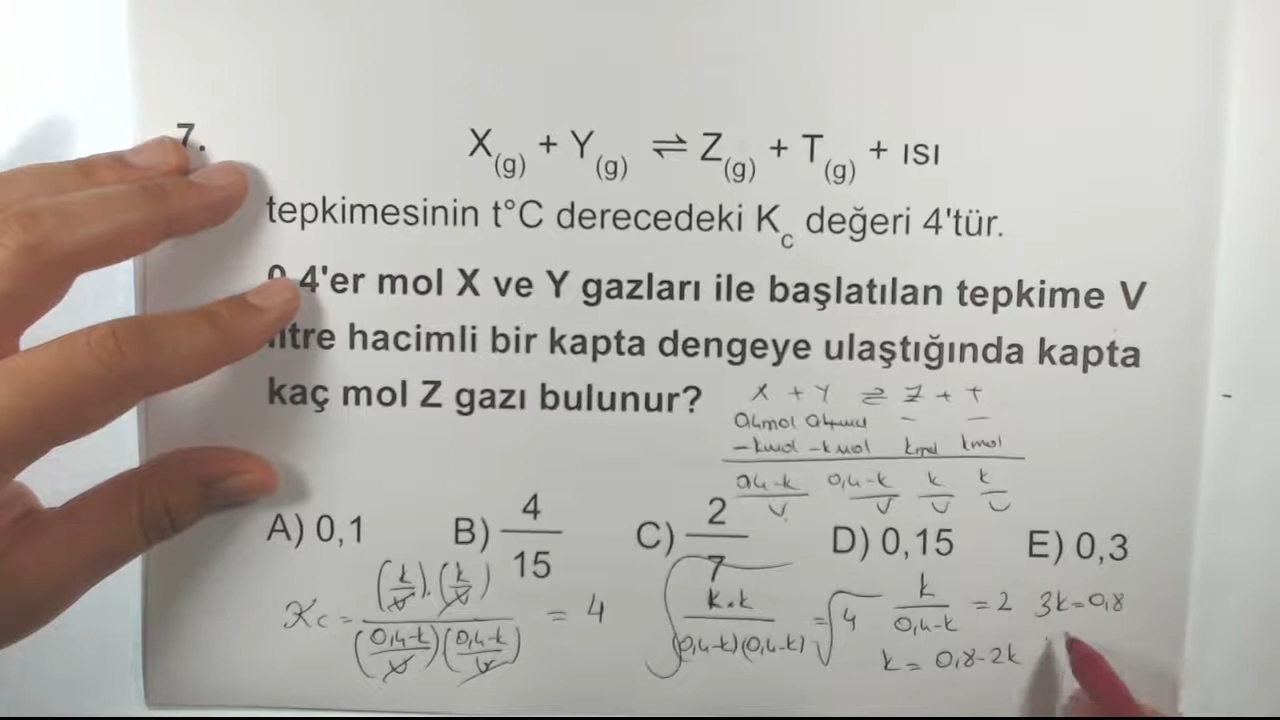 7.
X(g) + Y(g) ⇌ Z(g) + T(g) + ısı
tepkimesinin t°C derecedeki Kc değeri 4'tür.
0,4'er mol X ve Y gazları ile başlatılan tepkime V
litre hacimli bir kapta dengeye ulaştığında kapta
kaç mol Z gazı bulunur?
X + Y ⇌ Z + T
0,4mol 0,4mol - -
-kmol -kmol kmol kmol
0,4-k/V 0,4-k/V k/V k/V
A) 0,1 B) 4/15 C) 2/7 D) 0,15 E) 0,3
Kc = (k/V).(k/V) / (0,4-k/V)(0,4-k/V) = 4
√k.k/(0,4-k)(0,4-k) = √4
k/0,4-k = 2 3k=0,8
k = 0,8-2k